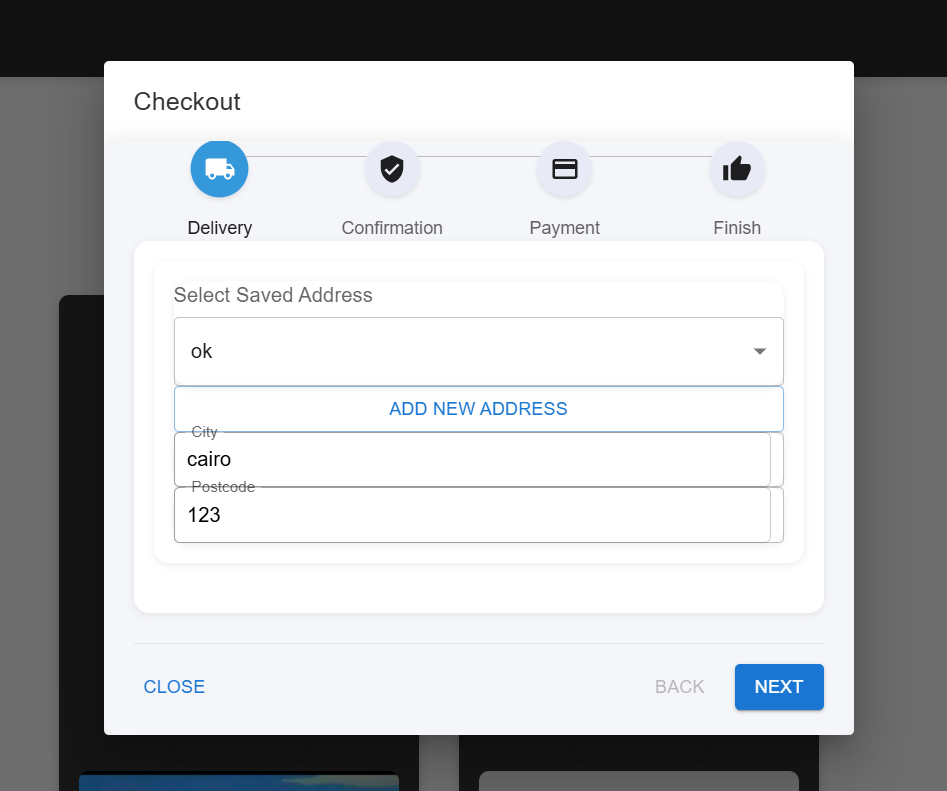 Checkout
Delivery Confirmation Payment Finish
Select Saved Address
ok
ADD NEW ADDRESS
City
cairo
Postcode
123
CLOSE BACK NEXT